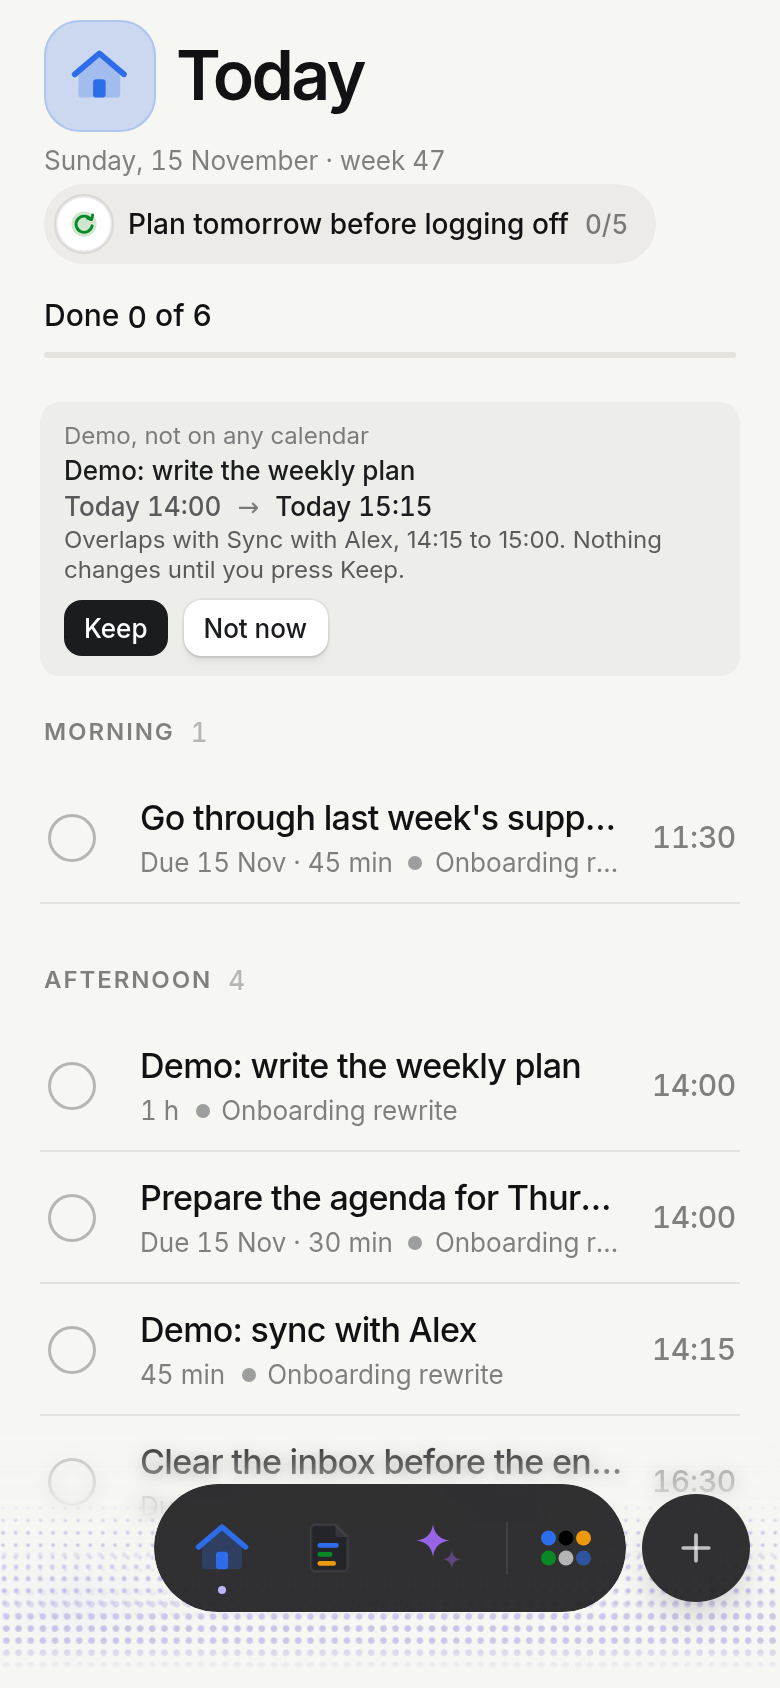 Today
Sunday, 15 November · week 47
Plan tomorrow before logging off 0/5
Done 0 of 6
Demo, not on any calendar
Demo: write the weekly plan
Today 14:00 → Today 15:15
Overlaps with Sync with Alex, 14:15 to 15:00. Nothing
changes until you press Keep.
Keep Not now
MORNING 1
Go through last week's supp...
11:30
Due 15 Nov · 45 min Onboarding r...
AFTERNOON 4
Demo: write the weekly plan
14:00
1 h Onboarding rewrite
Prepare the agenda for Thur...
14:00
Due 15 Nov · 30 min Onboarding r...
Demo: sync with Alex
14:15
45 min Onboarding rewrite
Clear the inbox before the en...
16:30